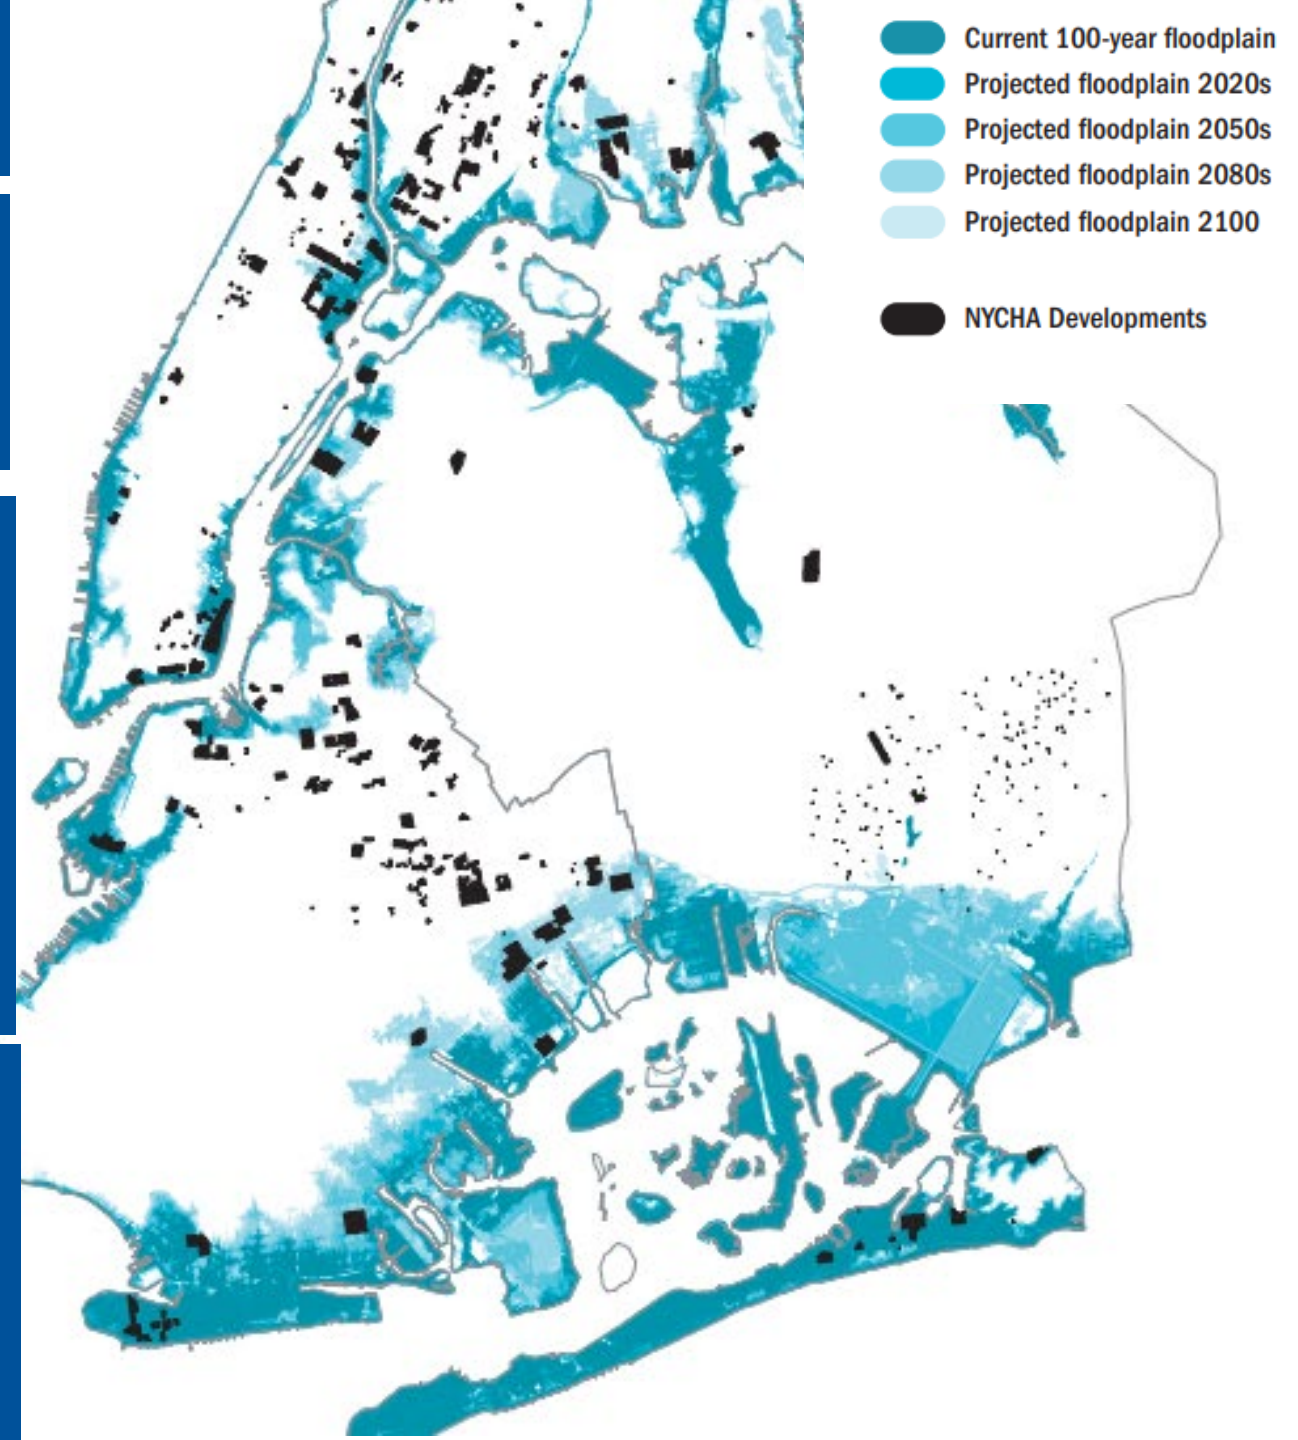 Current 100-year floodplain
Projected floodplain 2020s
Projected floodplain 2050s
Projected floodplain 2080s
Projected floodplain 2100
NYCHA Developments